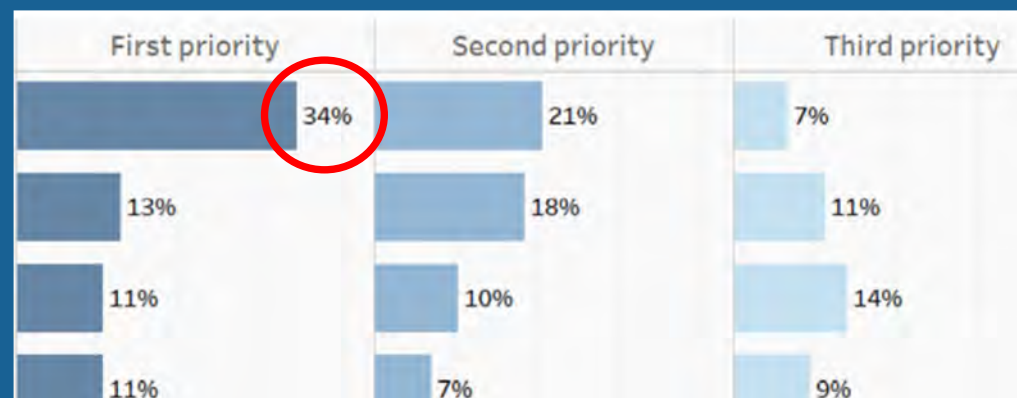 First priority Second priority Third priority
34% 21% 7%
13% 18% 11%
11% 10% 14%
11% 7% 9%